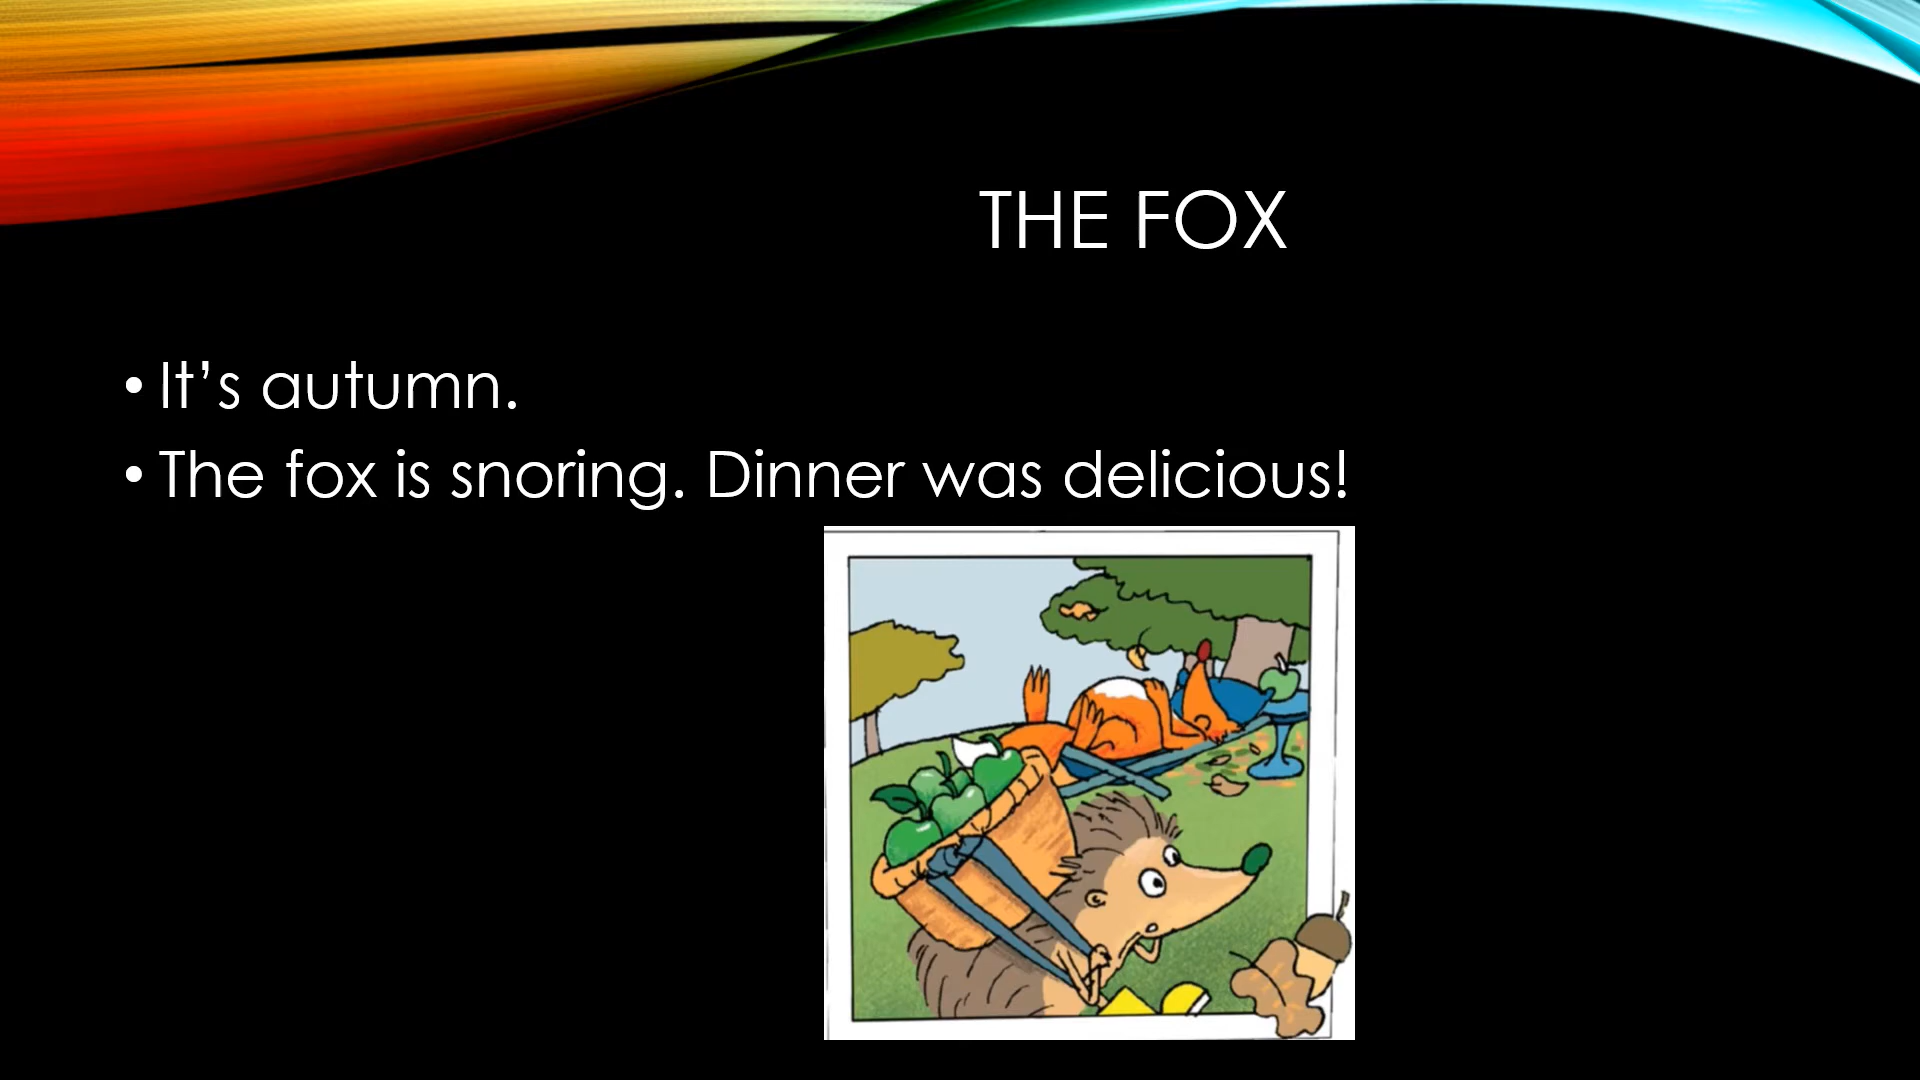 THE FOX
• It’s autumn.
• The fox is snoring. Dinner was delicious!